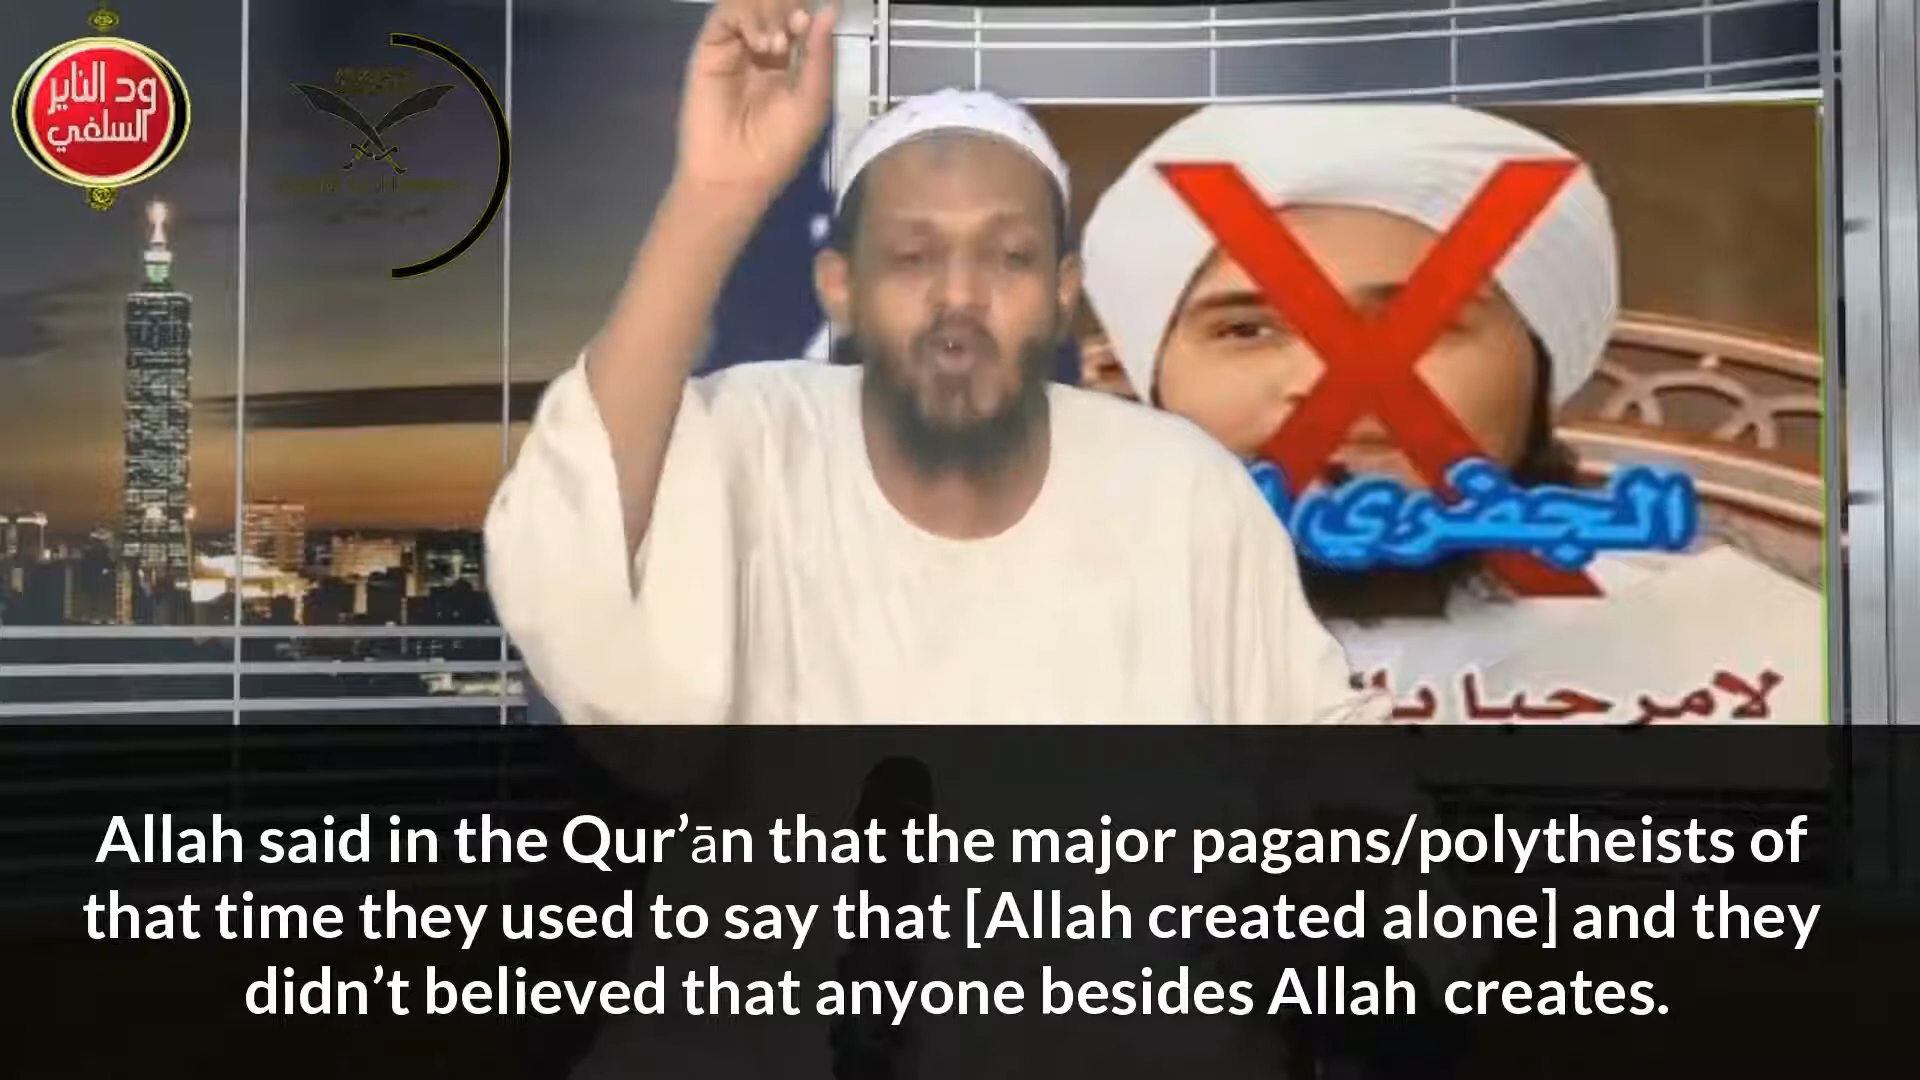 ود الناير
السلفي
الجفري
لا مرحبا با
Allah said in the Qur’ān that the major pagans/polytheists of
that time they used to say that [Allah created alone] and they
didn’t believed that anyone besides Allah creates.